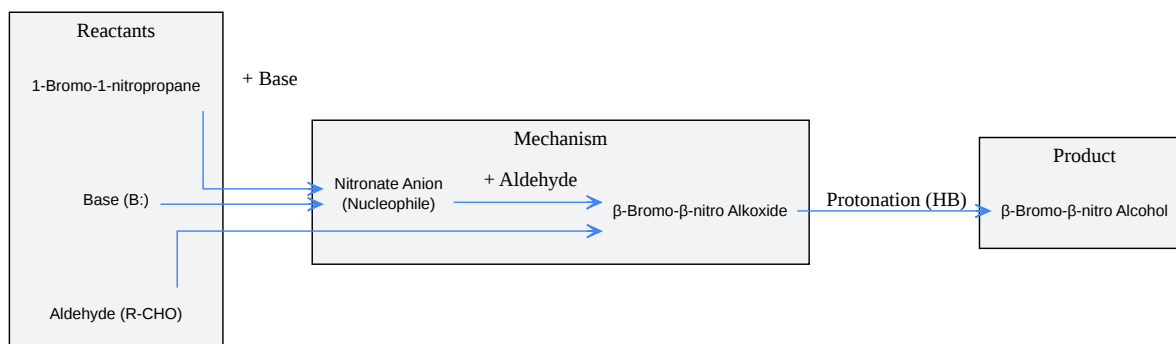 Reactants
1-Bromo-1-nitropropane
+ Base
Base (B:)
Aldehyde (R-CHO)
Mechanism
Nitronate Anion
(Nucleophile)
+ Aldehyde
β-Bromo-β-nitro Alkoxide
Protonation (HB)
Product
β-Bromo-β-nitro Alcohol